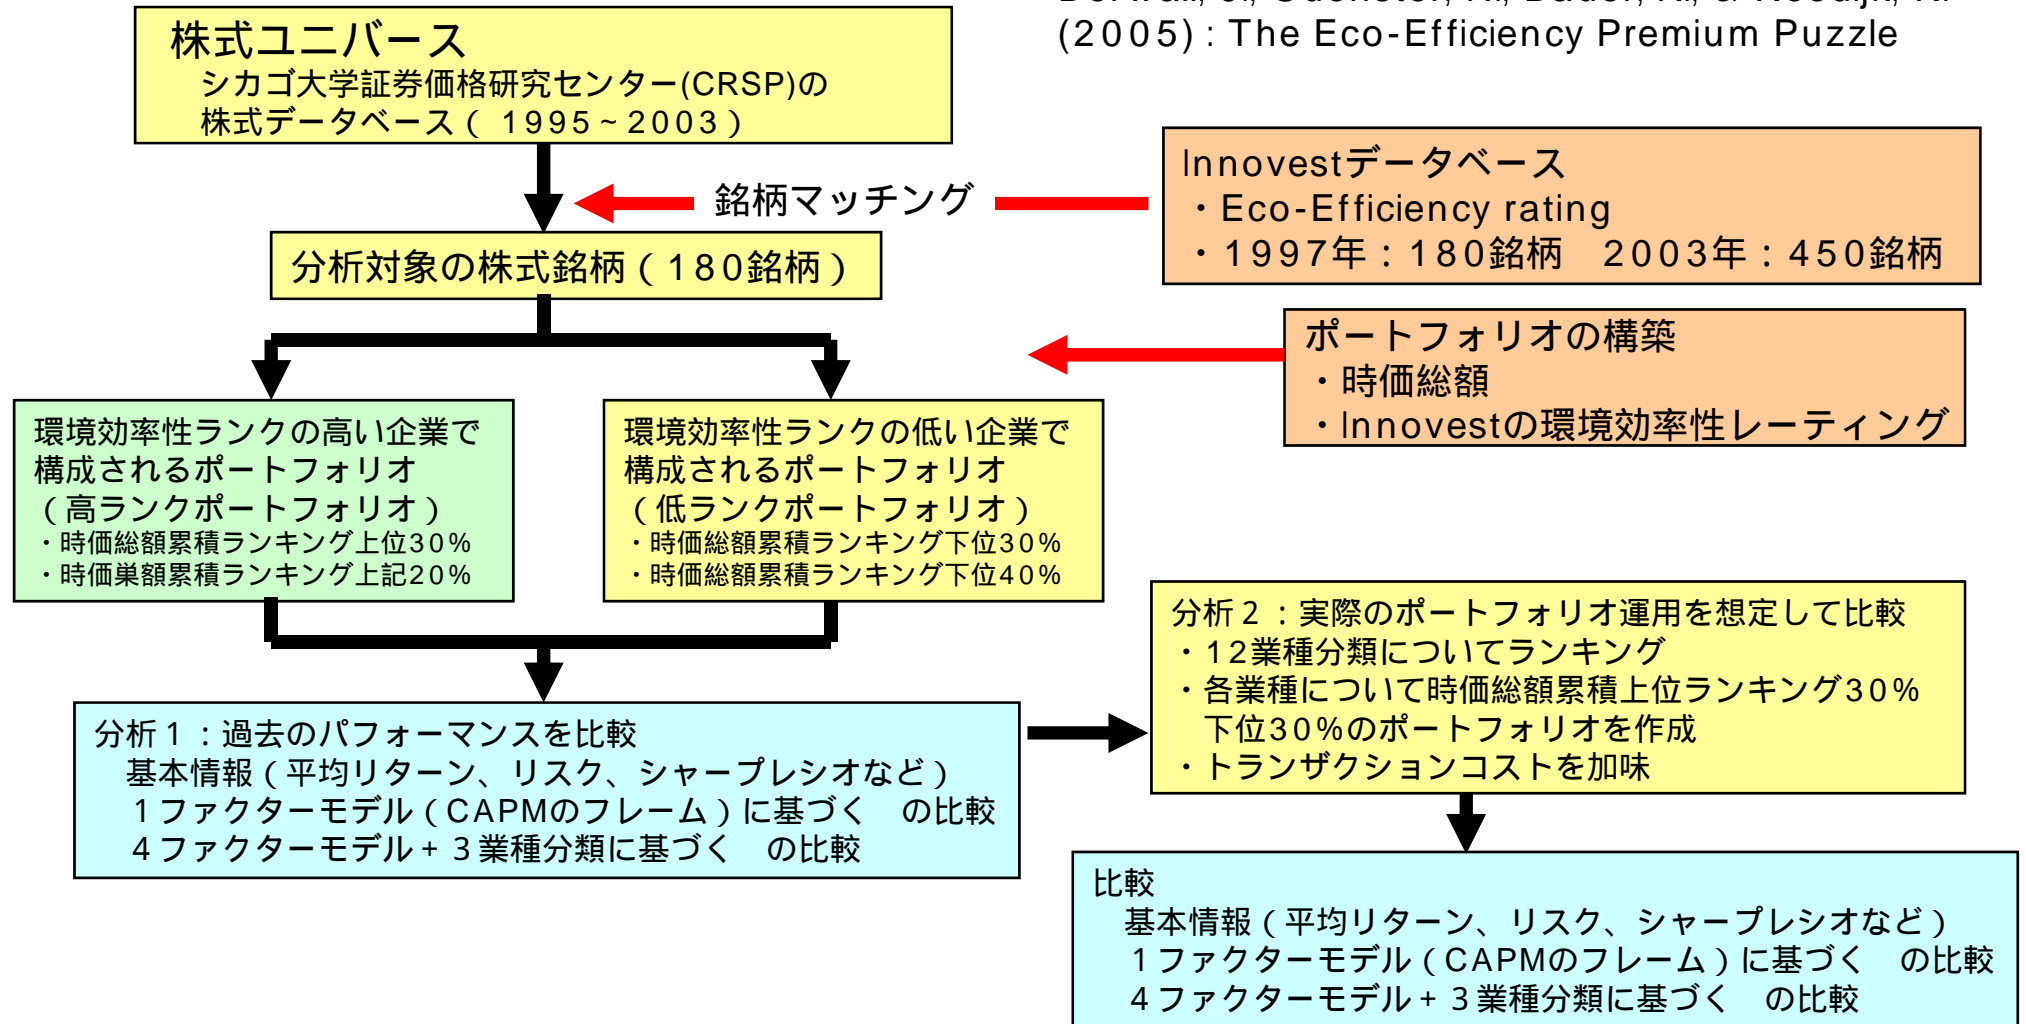 (2005) : The Eco-Efficiency Premium Puzzle
株式ユニバース
シカゴ大学証券価格研究センター(CRSP)の
株式データベース( 1995~2003)
Innovestデータベース
・Eco-Efficiency rating
・1997年：180銘柄　2003年：450銘柄
銘柄マッチング
分析対象の株式銘柄(180銘柄)
ポートフォリオの構築
・時価総額
・Innovestの環境効率性レーティング
環境効率性ランクの高い企業で
構成されるポートフォリオ
(高ランクポートフォリオ)
・時価総額累積ランキング上位30%
・時価巣額累積ランキング上記20%
環境効率性ランクの低い企業で
構成されるポートフォリオ
(低ランクポートフォリオ)
・時価総額累積ランキング下位30%
・時価総額累積ランキング下位40%
分析１：過去のパフォーマンスを比較
基本情報(平均リターン、リスク、シャープレシオなど)
１ファクターモデル(CAPMのフレーム)に基づく　の比較
４ファクターモデル+３業種分類に基づく　の比較
分析２：実際のポートフォリオ運用を想定して比較
・12業種分類についてランキング
・各業種について時価総額累積上位ランキング30%
下位30%のポートフォリオを作成
・トランザクションコストを加味
比較
基本情報(平均リターン、リスク、シャープレシオなど)
１ファクターモデル(CAPMのフレーム)に基づく　の比較
４ファクターモデル+３業種分類に基づく　の比較